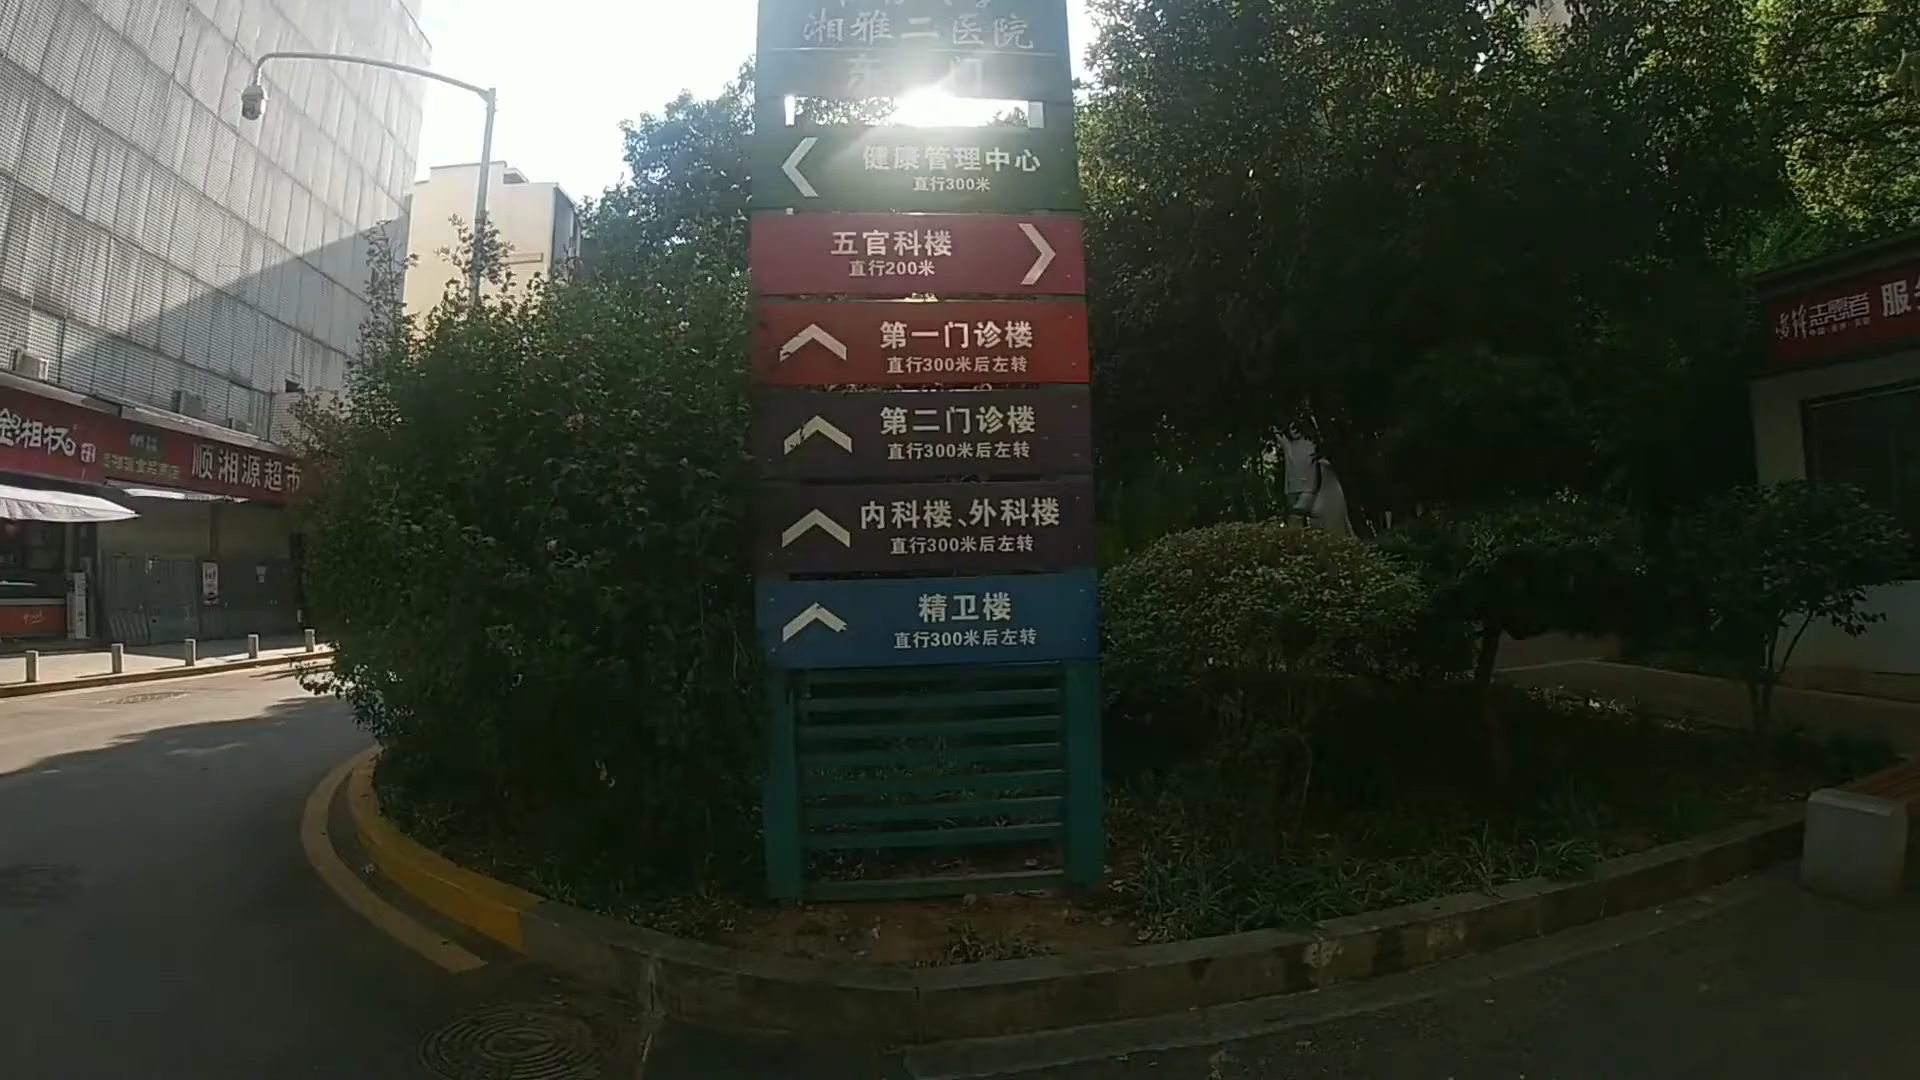 湘雅二医院
东门
健康管理中心
直行300米
五官科楼
直行200米
第一门诊楼
直行300米后左转
第二门诊楼
直行300米后左转
内科楼、外科楼
直行300米后左转
精卫楼
直行300米后左转
顺湘源超市
志愿者
服